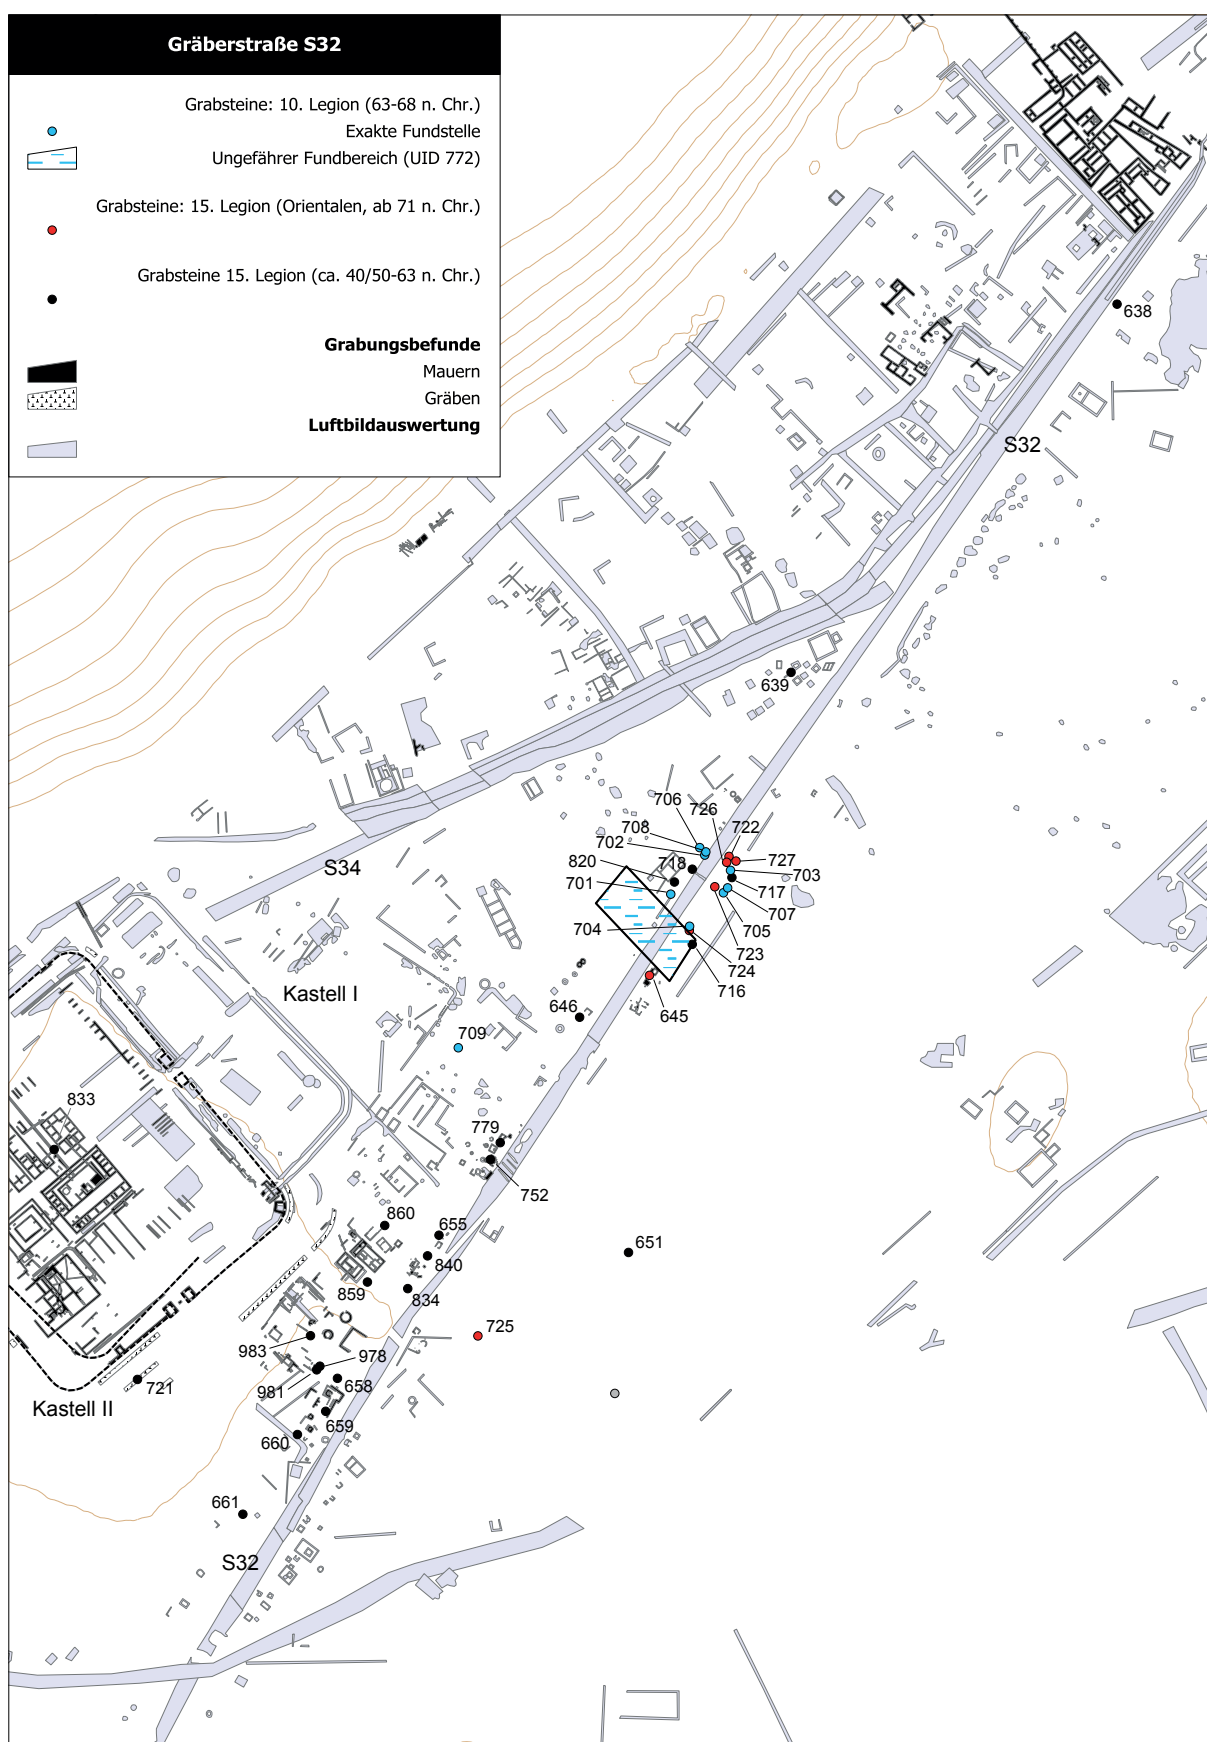 Gräberstraße S32
Grabsteine: 10. Legion (63-68 n. Chr.)
Exakte Fundstelle
Ungefährer Fundbereich (UID 772)
Grabsteine: 15. Legion (Orientalen, ab 71 n. Chr.)
Grabsteine 15. Legion (ca. 40/50-63 n. Chr.)
Grabungsbefunde
Mauern
Gräben
Luftbildauswertung
638
S32
639
706
726
708
722
702
820
718
727
701
703
717
707
704
705
723
724
716
S34
Kastell I
646
645
709
833
779
752
860
655
651
840
859
834
725
983
978
981
658
721
Kastell II
659
660
661
S32